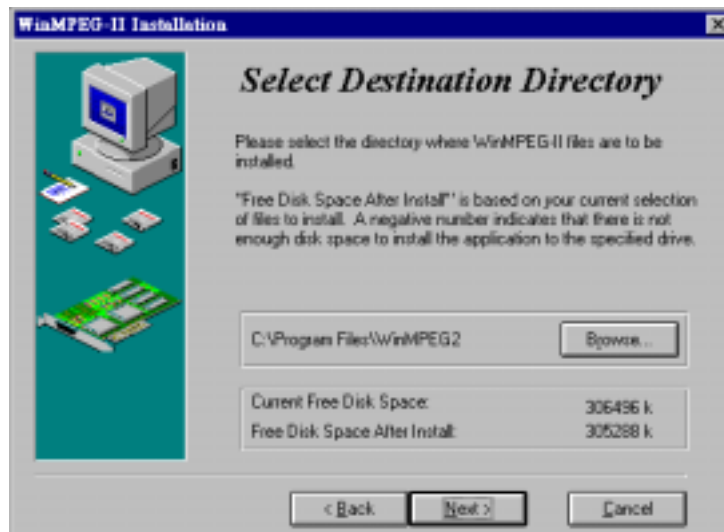 WinMPEG-II Installation
Select Destination Directory
Please select the directory where WinMPEG-II files are to be
installed.
"Free Disk Space After Install" is based on your current selection
of files to install. A negative number indicates that there is not
enough disk space to install the application to the specified drive.
C:\Program Files\WinMPEG2
Browse...
Current Free Disk Space: 306496 k
Free Disk Space After Install: 305288 k
< Back Next > Cancel